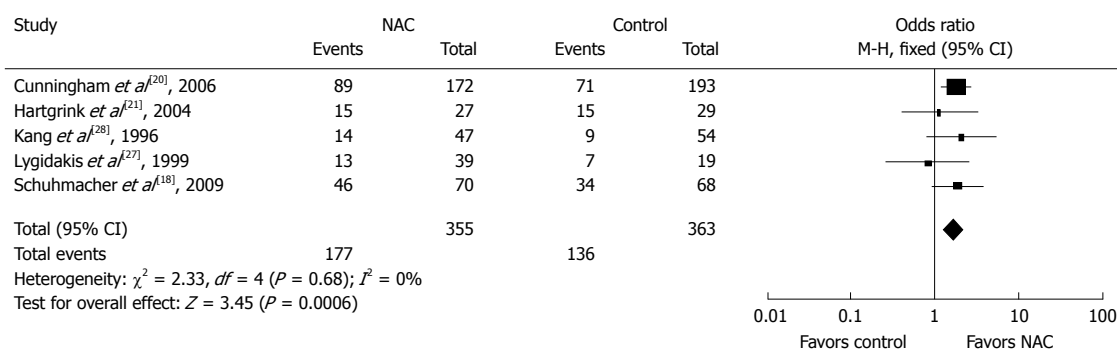 Study NAC Control Odds ratio
Events Total Events Total M-H, fixed (95% CI)
Cunningham et al[20], 2006 89 172 71 193
Hartgrink et al[21], 2004 15 27 15 29
Kang et al[28], 1996 14 47 9 54
Lygidakis et al[27], 1999 13 39 7 19
Schuhmacher et al[18], 2009 46 70 34 68
Total (95% CI) 355 363
Total events 177 136
Heterogeneity: χ2 = 2.33, df = 4 (P = 0.68); I2 = 0%
Test for overall effect: Z = 3.45 (P = 0.0006)
0.01 0.1 1 10 100
Favors control Favors NAC